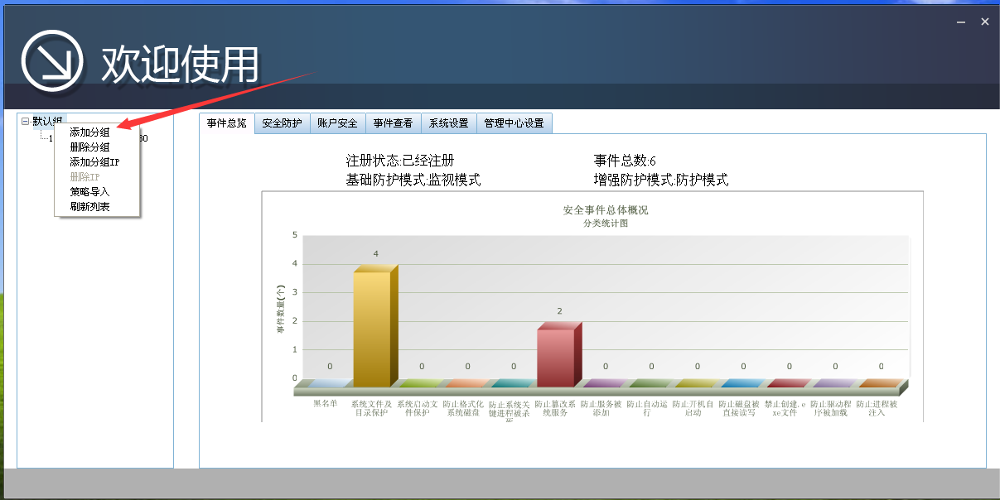 欢迎使用
默认组
添加分组
删除分组
添加分组IP
删除IP
策略导入
刷新列表
事件总览 安全防护 账户安全 事件查看 系统设置 管理中心设置
注册状态:已经注册 事件总数:6
基础防护模式:监视模式 增强防护模式:防护模式
安全事件总体概况
分类统计图
事件数量(个)
5
4
3
2
1
0
0 4 0 0 0 2 0 0 0 0 0 0 0
黑名单
系统文件及
目录保护
系统启动文
件保护
防止格式化
系统磁盘
防止系统关
键进程被杀
防止篡改系
统服务
防止服务被
添加
防止自动运
行
防止开机自
启动
防止磁盘被
直接读写
禁止创建.e
xe文件
防止驱动程
序被加载
防止进程被
注入